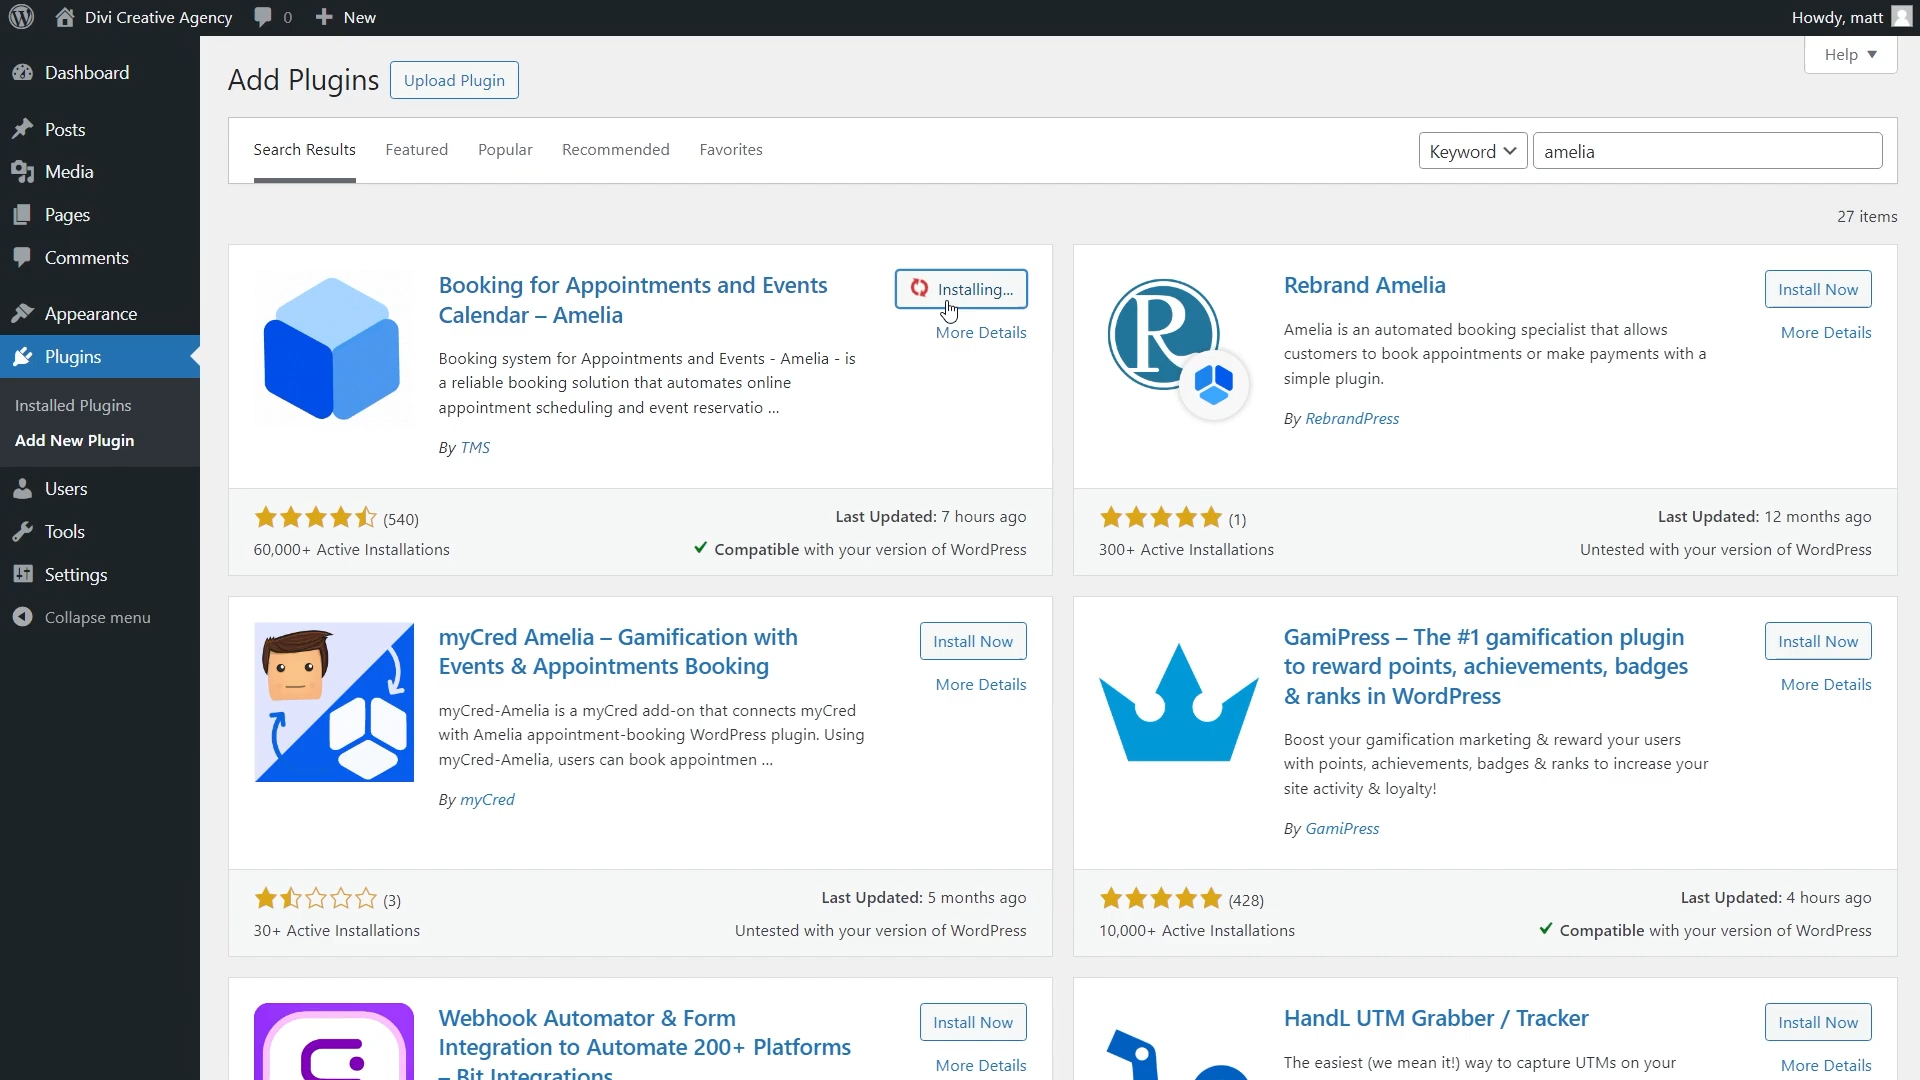 Divi Creative Agency
0
New
Howdy, matt
Dashboard
Posts
Media
Pages
Comments
Appearance
Plugins
Installed Plugins
Add New Plugin
Users
Tools
Settings
Collapse menu
Add Plugins
Upload Plugin
Help
Search Results
Featured
Popular
Recommended
Favorites
Keyword
amelia
27 items
Booking for Appointments and Events
Calendar – Amelia
Installing...
More Details
Booking system for Appointments and Events - Amelia - is
a reliable booking solution that automates online
appointment scheduling and event reservatio ...
By TMS
(540)
Last Updated: 7 hours ago
60,000+ Active Installations
Compatible with your version of WordPress
R
Rebrand Amelia
Install Now
More Details
Amelia is an automated booking specialist that allows
customers to book appointments or make payments with a
simple plugin.
By RebrandPress
(1)
Last Updated: 12 months ago
300+ Active Installations
Untested with your version of WordPress
myCred Amelia – Gamification with
Events & Appointments Booking
Install Now
More Details
myCred-Amelia is a myCred add-on that connects myCred
with Amelia appointment-booking WordPress plugin. Using
myCred-Amelia, users can book appointmen ...
By myCred
(3)
Last Updated: 5 months ago
30+ Active Installations
Untested with your version of WordPress
GamiPress – The #1 gamification plugin
to reward points, achievements, badges
& ranks in WordPress
Install Now
More Details
Boost your gamification marketing & reward your users
with points, achievements, badges & ranks to increase your
site activity & loyalty!
By GamiPress
(428)
Last Updated: 4 hours ago
10,000+ Active Installations
Compatible with your version of WordPress
Webhook Automator & Form
Integration to Automate 200+ Platforms
– Bit Integrations
Install Now
More Details
HandL UTM Grabber / Tracker
Install Now
More Details
The easiest (we mean it!) way to capture UTMs on your